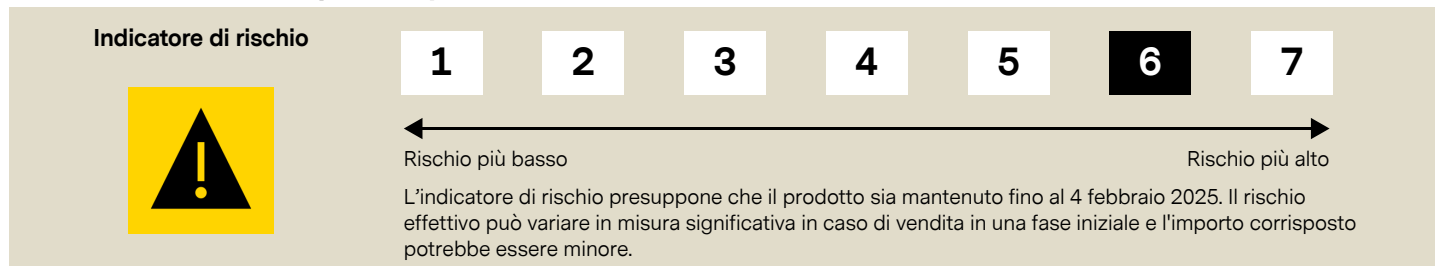 Indicatore di rischio
1 2 3 4 5 6 7
Rischio più basso Rischio più alto
L'indicatore di rischio presuppone che il prodotto sia mantenuto fino al 4 febbraio 2025. Il rischio
effettivo può variare in misura significativa in caso di vendita in una fase iniziale e l'importo corrisposto
potrebbe essere minore.